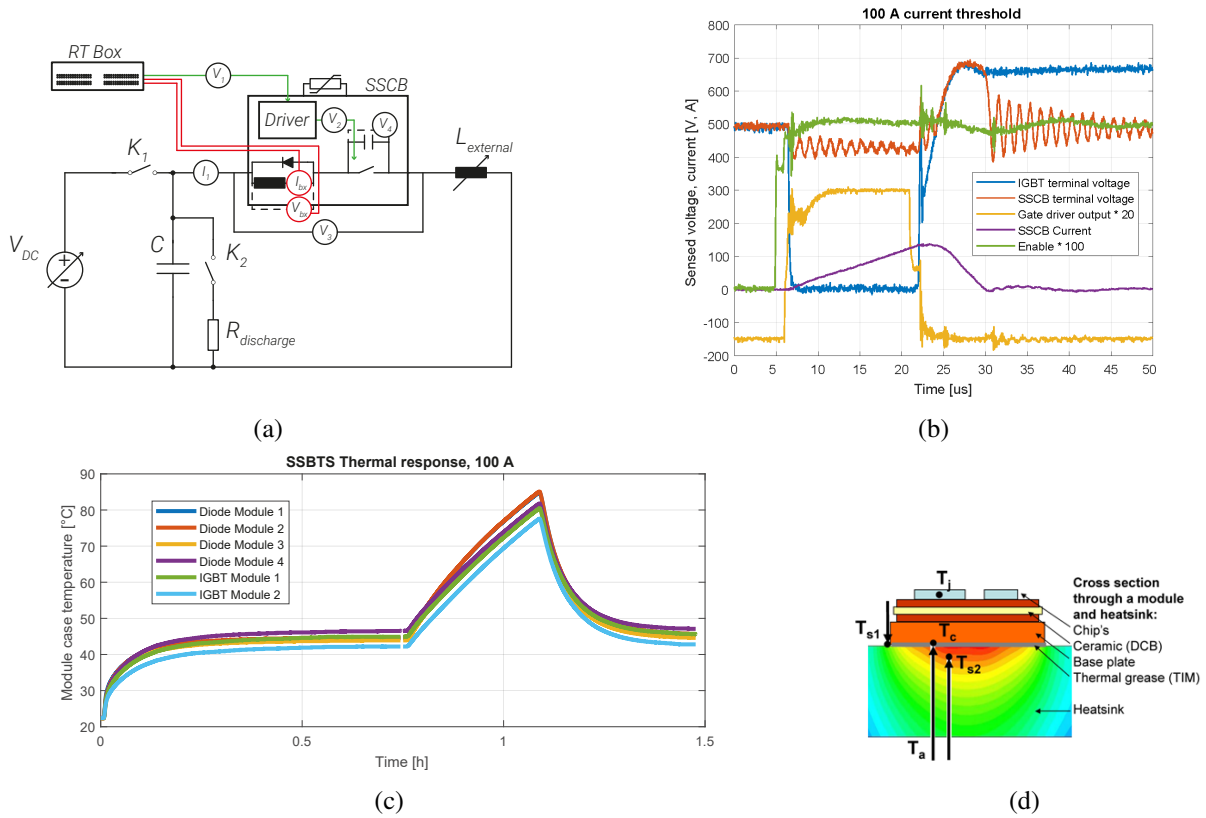 RT Box
V1
SSCB
Driver
V2
V4
K1
I1
Ibx
Vbx
Lexternal
V3
VDC
C
K2
Rdischarge
(a)
100 A current threshold
Sensed voltage, current [V, A]
800
700
600
500
400
300
200
100
0
-100
-200
IGBT terminal voltage
SSCB terminal voltage
Gate driver output * 20
SSCB Current
Enable * 100
0 5 10 15 20 25 30 35 40 45 50
Time [us]
(b)
SSBTS Thermal response, 100 A
Module case temperature [°C]
90
80
70
60
50
40
30
20
Diode Module 1
Diode Module 2
Diode Module 3
Diode Module 4
IGBT Module 1
IGBT Module 2
0 0.5 1 1.5
Time [h]
(c)
Tj
Ts1
Tc
Ts2
Ta
Cross section
through a module
and heatsink:
Chip's
Ceramic (DCB)
Base plate
Thermal grease (TIM)
Heatsink
(d)